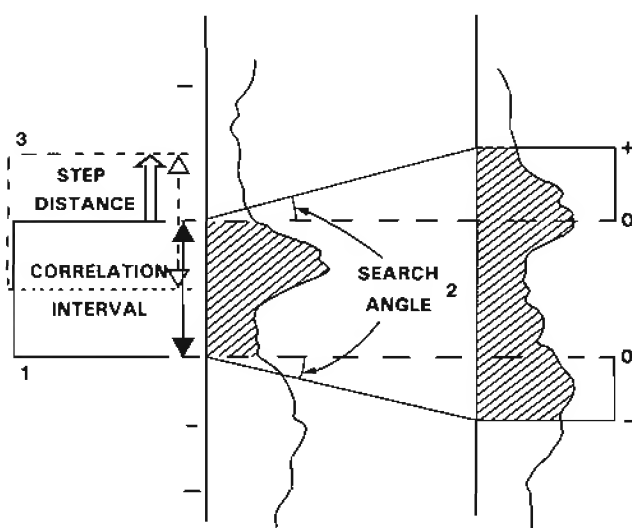 3
STEP
DISTANCE
CORRELATION
INTERVAL
1
SEARCH
ANGLE 2
+
0
0
-